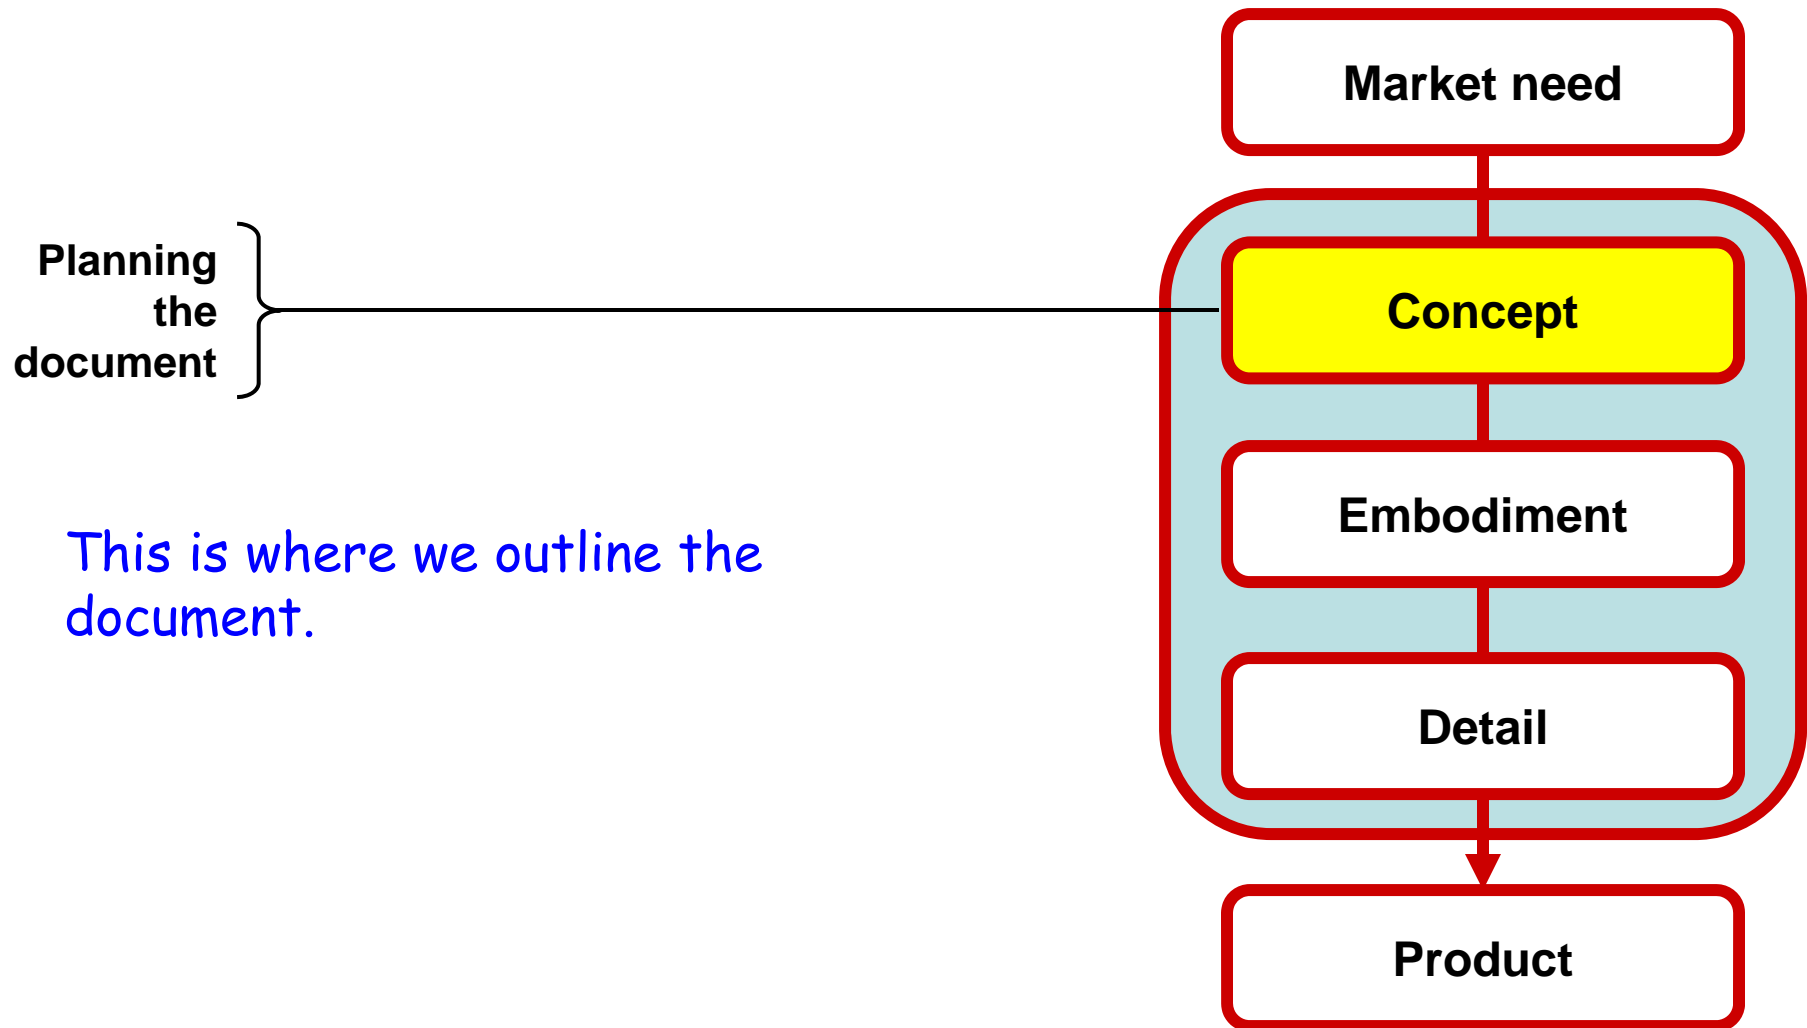 Market need
Planning
the
document
Concept
This is where we outline the
document.
Embodiment
Detail
Product